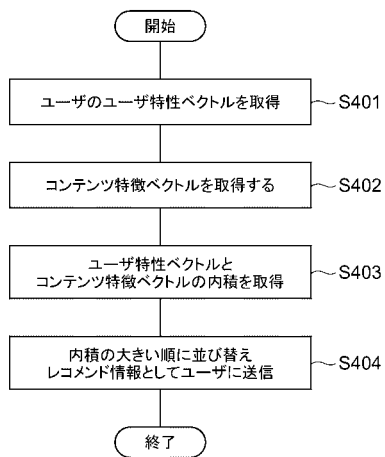 開始
ユーザのユーザ特性ベクトルを取得
S401
コンテンツ特徴ベクトルを取得する
S402
ユーザ特性ベクトルと
コンテンツ特徴ベクトルの内積を取得
S403
内積の大きい順に並び替え
レコメンド情報としてユーザに送信
S404
終了